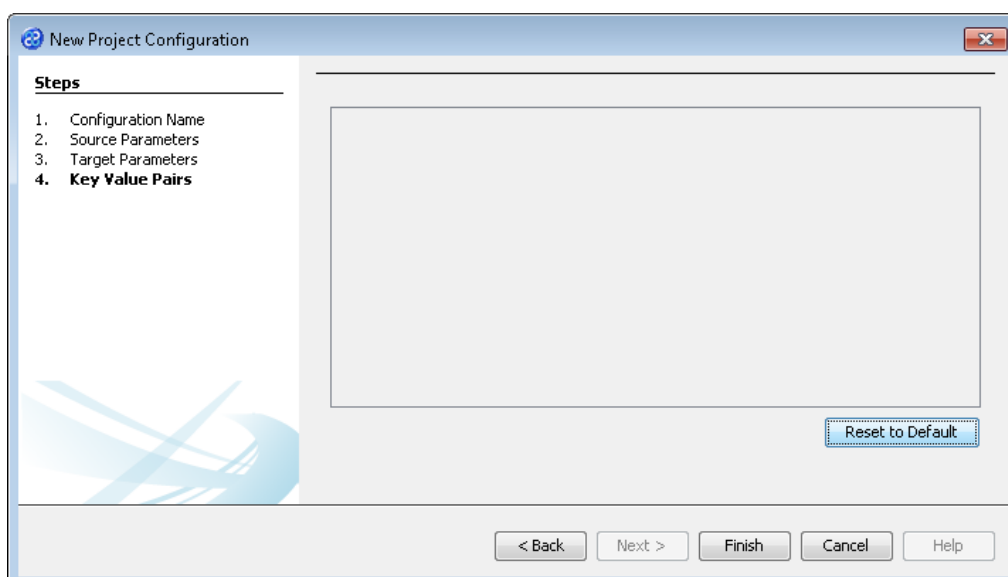 New Project Configuration
Steps
1. Configuration Name
2. Source Parameters
3. Target Parameters
4. Key Value Pairs
Reset to Default
< Back Next > Finish Cancel Help